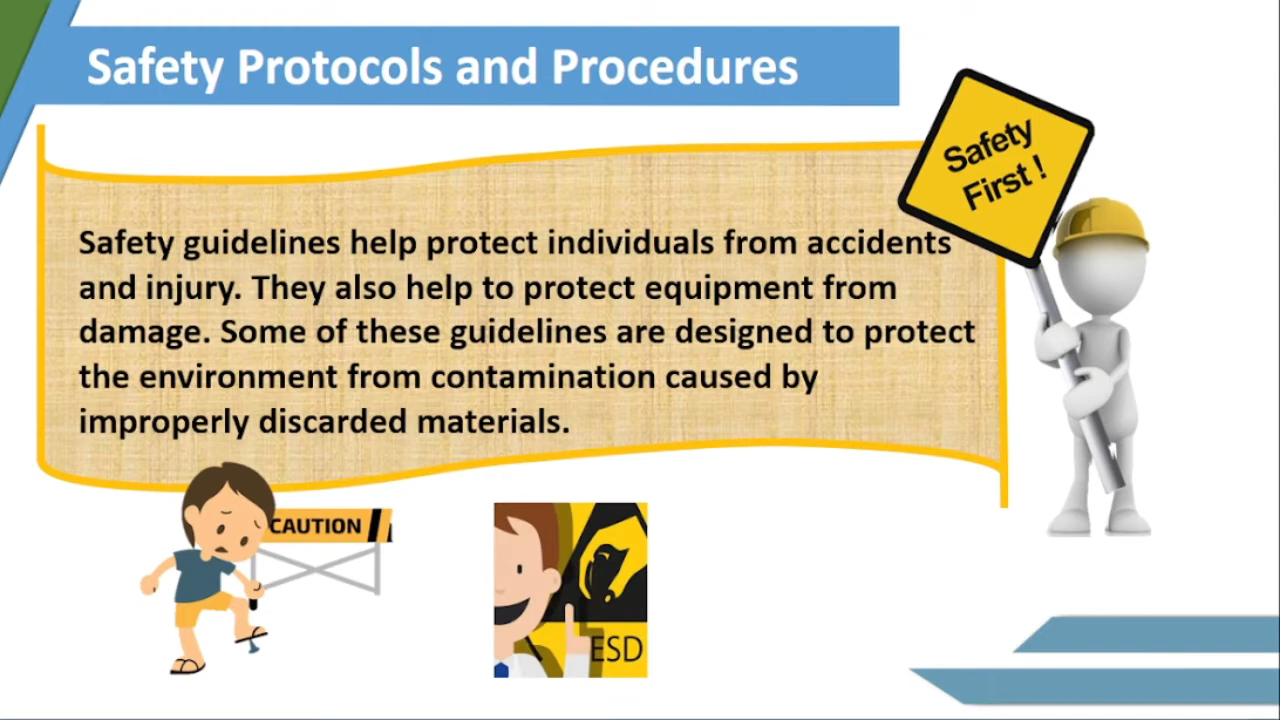 Safety Protocols and Procedures
Safety
First !
Safety guidelines help protect individuals from accidents
and injury. They also help to protect equipment from
damage. Some of these guidelines are designed to protect
the environment from contamination caused by
improperly discarded materials.
CAUTION
ESD